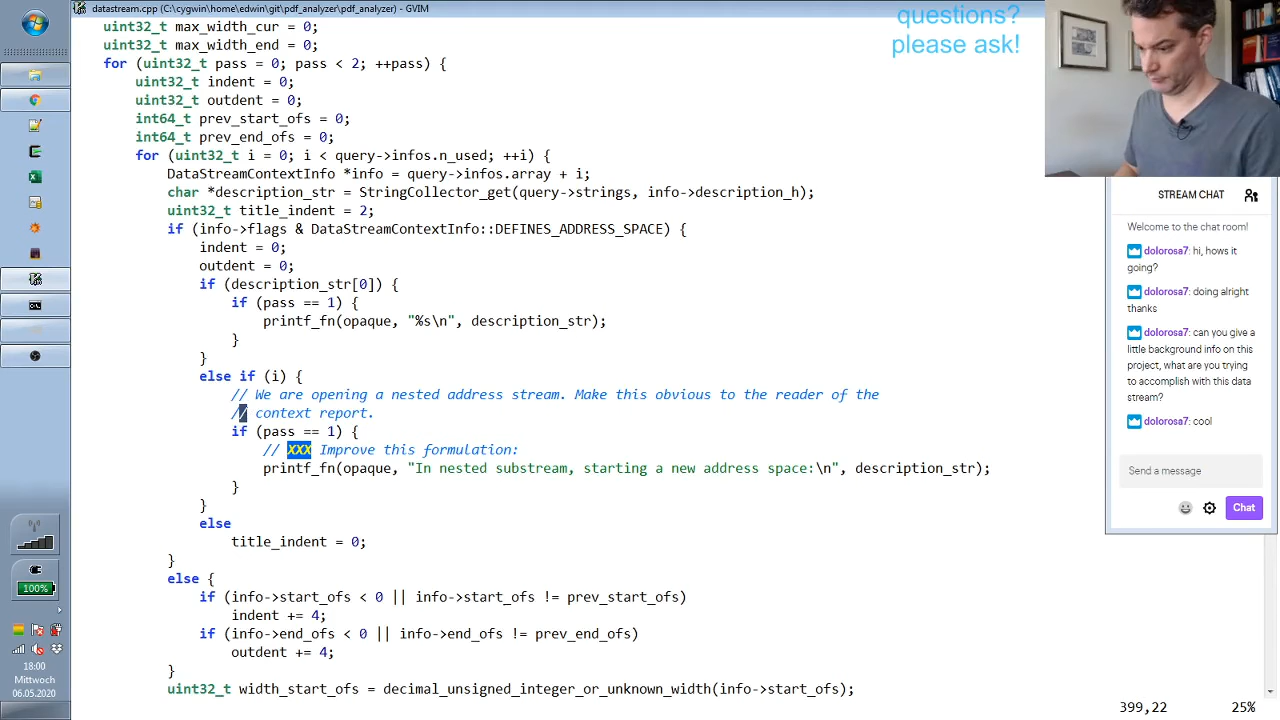 datastream.cpp (C:\cygwin\home\edwin\git\pdf_analyzer\pdf_analyzer) - GVIM
uint32_t max_width_cur = 0;
uint32_t max_width_end = 0;
for (uint32_t pass = 0; pass < 2; ++pass) {
uint32_t indent = 0;
uint32_t outdent = 0;
int64_t prev_start_ofs = 0;
int64_t prev_end_ofs = 0;
for (uint32_t i = 0; i < query->infos.n_used; ++i) {
DataStreamContextInfo *info = query->infos.array + i;
char *description_str = StringCollector_get(query->strings, info->description_h);
uint32_t title_indent = 2;
if (info->flags & DataStreamContextInfo::DEFINES_ADDRESS_SPACE) {
indent = 0;
outdent = 0;
if (description_str[0]) {
if (pass == 1) {
printf_fn(opaque, "%s\n", description_str);
}
}
else if (i) {
// We are opening a nested address stream. Make this obvious to the reader of the
// context report.
if (pass == 1) {
// XXX Improve this formulation:
printf_fn(opaque, "In nested substream, starting a new address space:\n", description_str);
}
}
else
title_indent = 0;
}
else {
if (info->start_ofs < 0 || info->start_ofs != prev_start_ofs)
indent += 4;
if (info->end_ofs < 0 || info->end_ofs != prev_end_ofs)
outdent += 4;
}
uint32_t width_start_ofs = decimal_unsigned_integer_or_unknown_width(info->start_ofs);
399,22 25%
questions?
please ask!
STREAM CHAT
Welcome to the chat room!
dolorosa7: hi, hows it
going?
dolorosa7: doing alright
thanks
dolorosa7: can you give a
little background info on this
project, what are you trying
to accomplish with this data
stream?
dolorosa7: cool
Send a message
Chat
100%
18:00
Mittwoch
06.05.2020